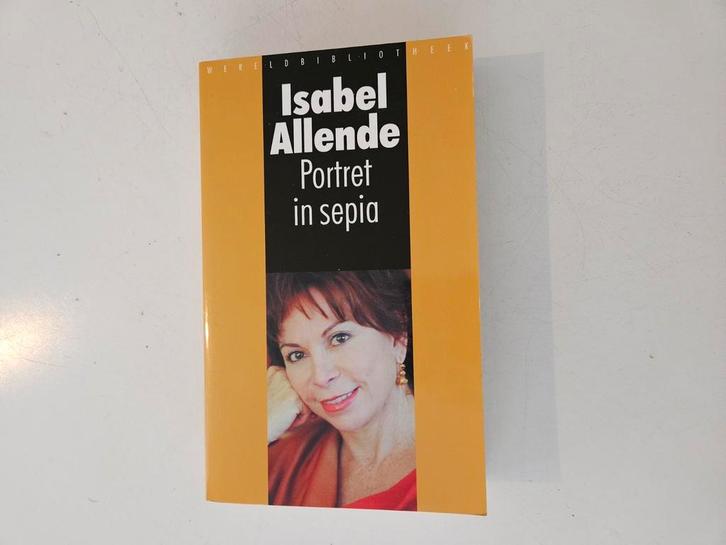 WERELDBIBLIOTHEEK
Isabel
Allende
Portret
in sepia